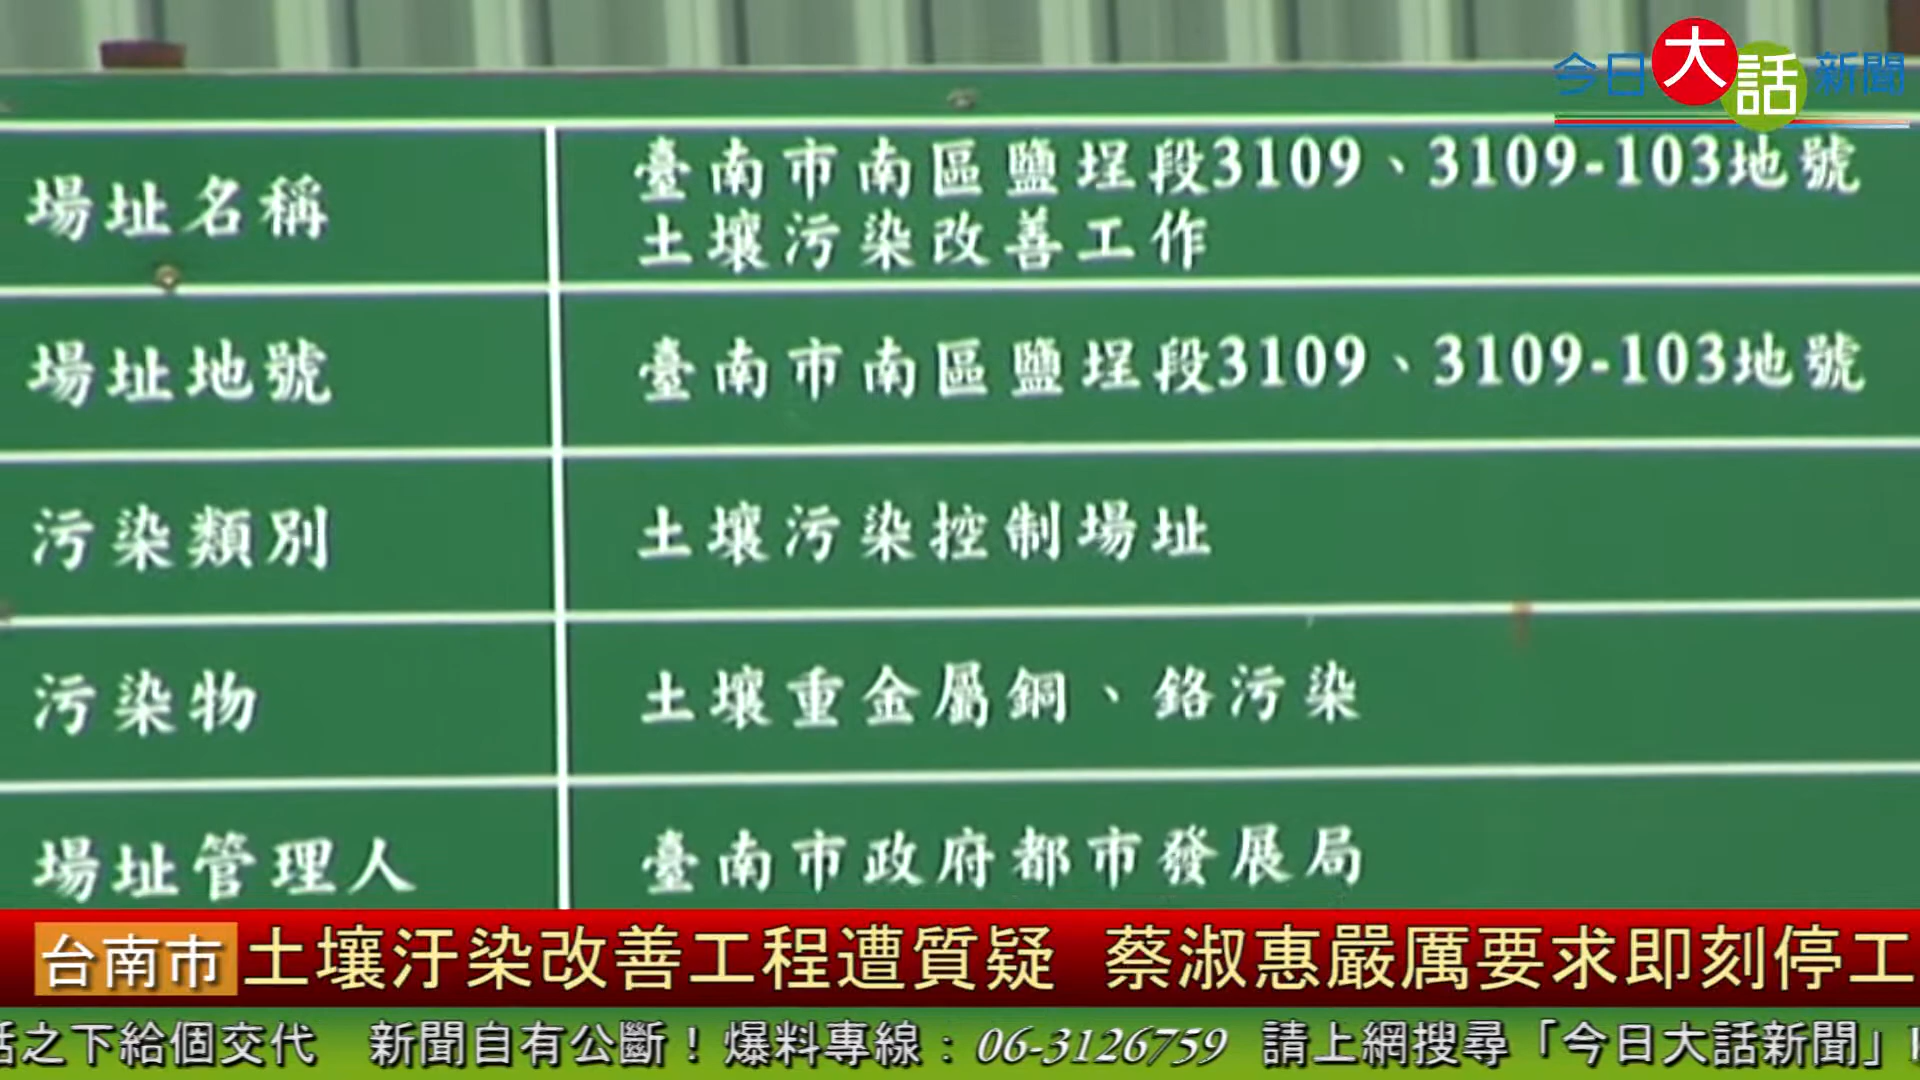 今日大話新聞
場址名稱
臺南市南區鹽埕段3109、3109-103地號
土壤污染改善工作
場址地號
臺南市南區鹽埕段3109、3109-103地號
污染類別
土壤污染控制場址
污染物
土壤重金屬銅、鉻污染
場址管理人
臺南市政府都市發展局
台南市 土壤汙染改善工程遭質疑 蔡淑惠嚴厲要求即刻停工
話之下給個交代 新聞自有公斷！爆料專線：06-3126759 請上網搜尋「今日大話新聞」